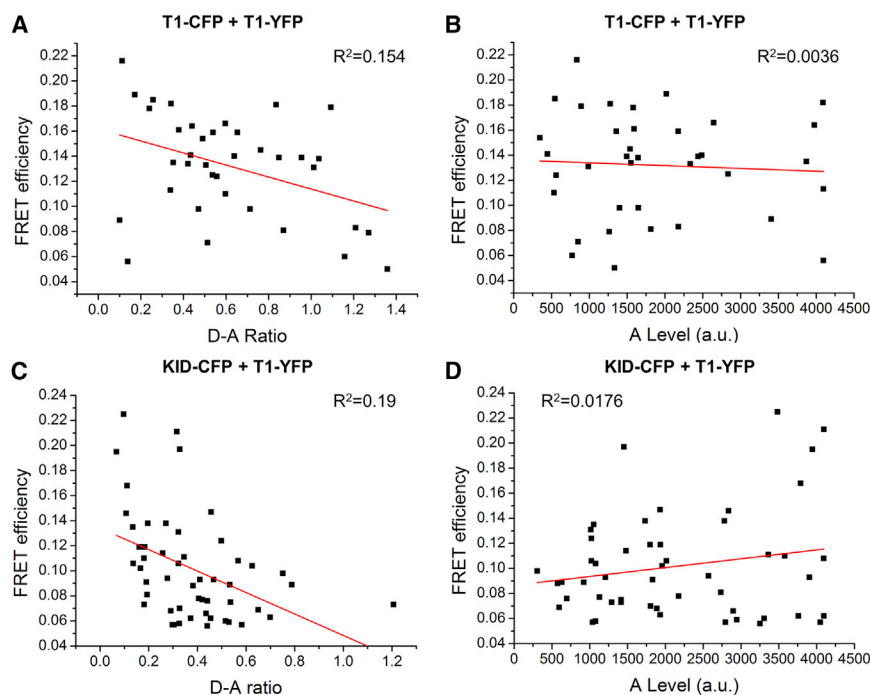 A
T1-CFP + T1-YFP
R²=0.154
FRET efficiency
0.22
0.20
0.18
0.16
0.14
0.12
0.10
0.08
0.06
0.04
0.0 0.2 0.4 0.6 0.8 1.0 1.2 1.4
D-A Ratio
B
T1-CFP + T1-YFP
R²=0.0036
FRET efficiency
0.22
0.20
0.18
0.16
0.14
0.12
0.10
0.08
0.06
0.04
0 500 1000 1500 2000 2500 3000 3500 4000 4500
A Level (a.u.)
C
KID-CFP + T1-YFP
R²=0.19
FRET efficiency
0.24
0.22
0.20
0.18
0.16
0.14
0.12
0.10
0.08
0.06
0.04
0.0 0.2 0.4 0.6 0.8 1.0 1.2
D-A ratio
D
KID-CFP + T1-YFP
R²=0.0176
FRET efficiency
0.24
0.22
0.20
0.18
0.16
0.14
0.12
0.10
0.08
0.06
0.04
0 500 1000 1500 2000 2500 3000 3500 4000 4500
A Level (a.u.)